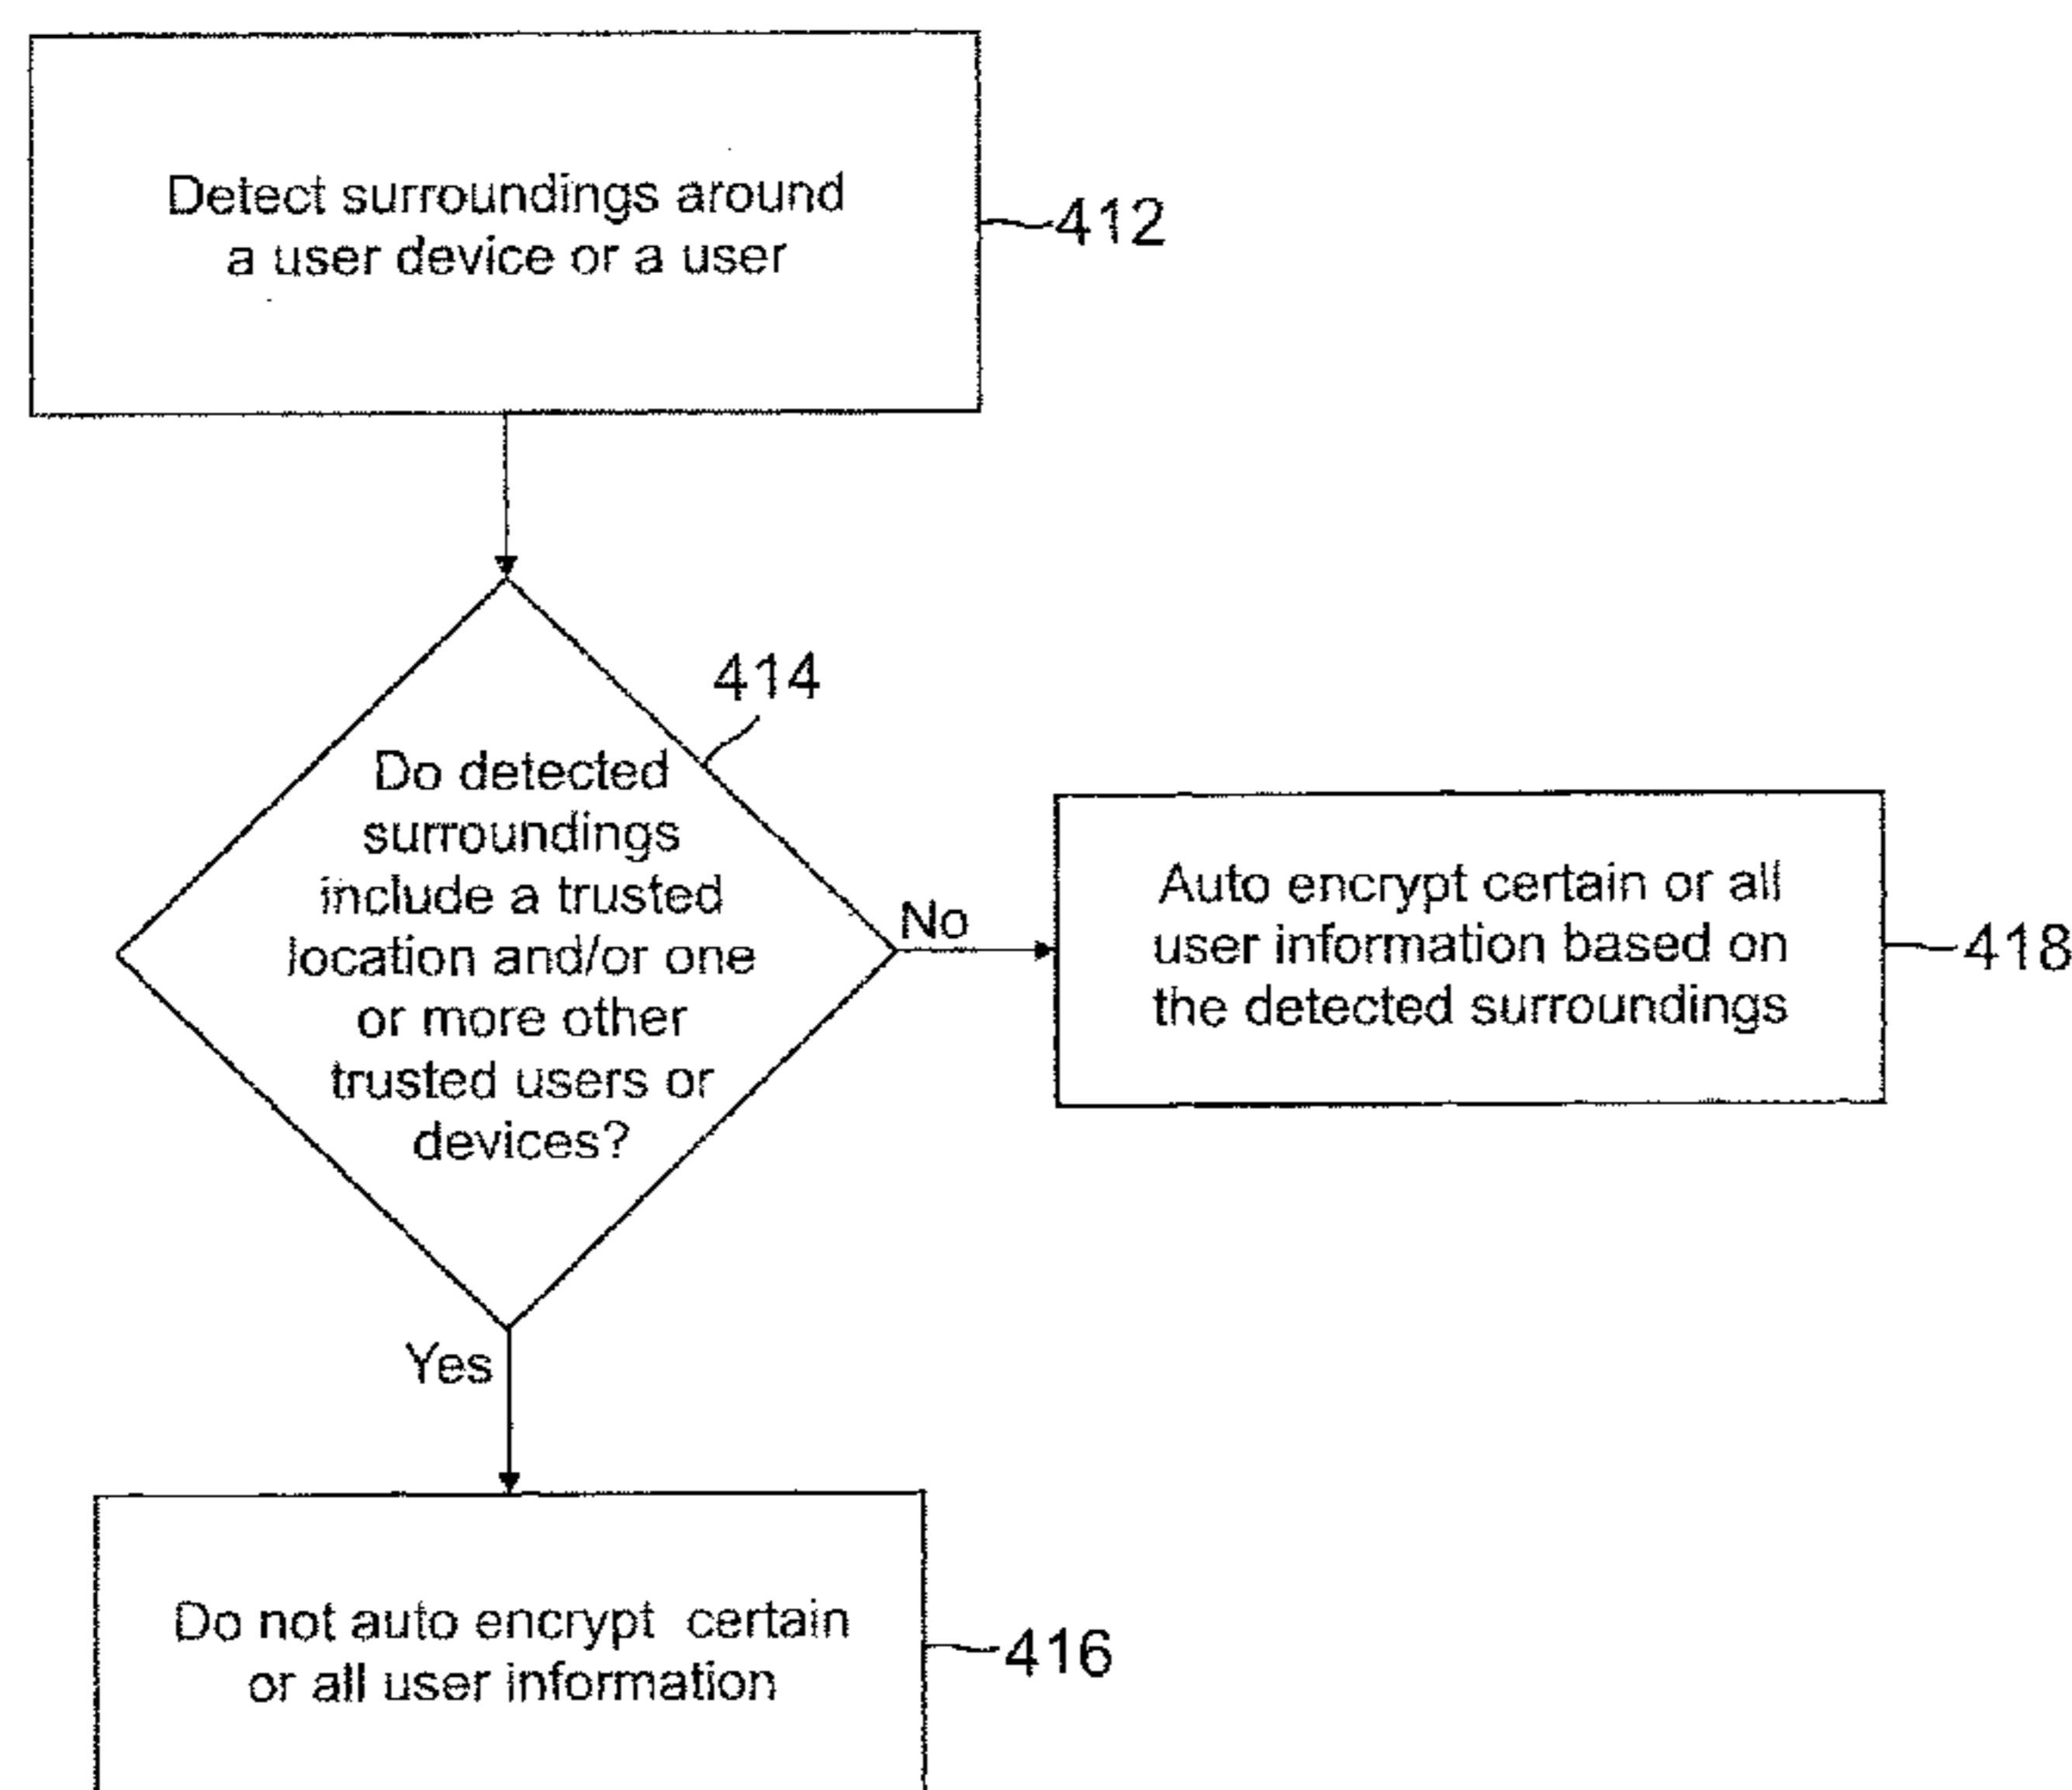 Detect surroundings around
a user device or a user
412
414
Do detected
surroundings
include a trusted
location and/or one
or more other
trusted users or
devices?
No
Auto encrypt certain or all
user information based on
the detected surroundings
418
Yes
Do not auto encrypt certain
or all user information
416